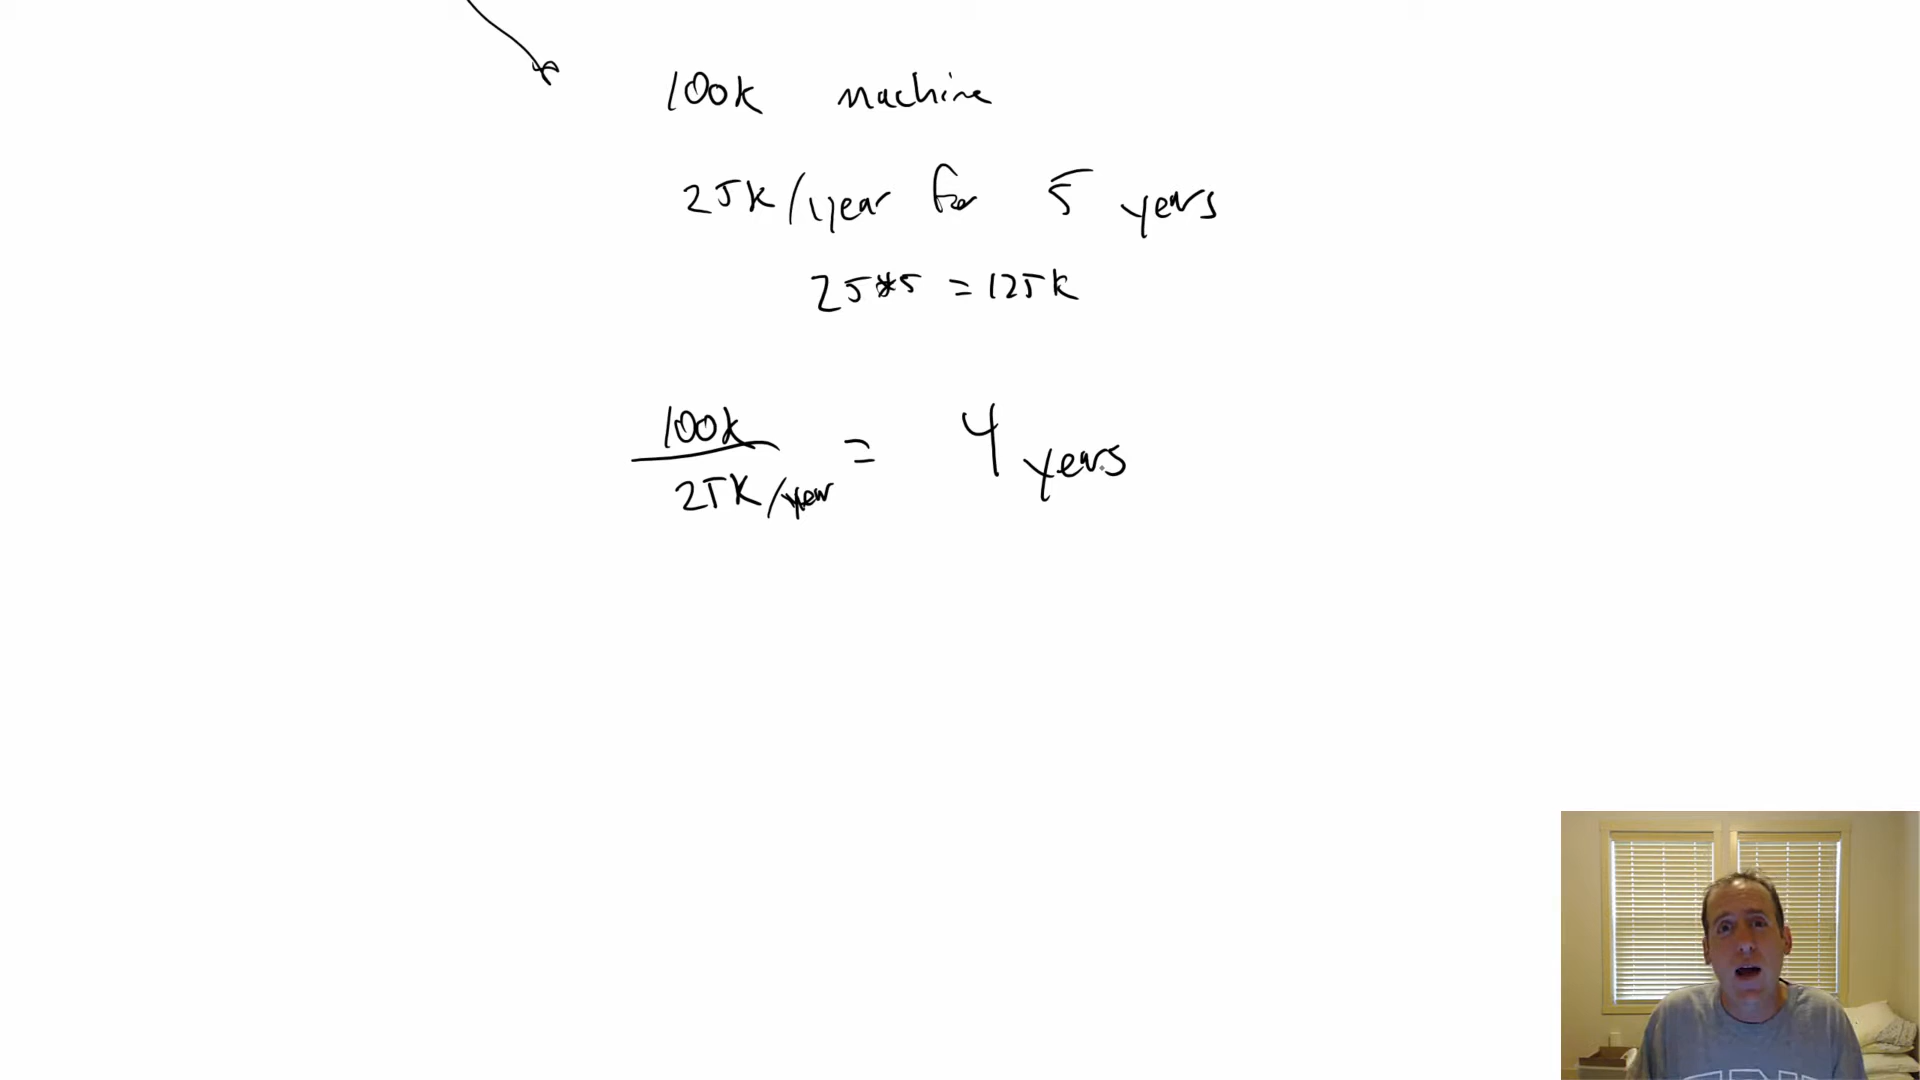 100k machine
25k/year for 5 years
25*5 = 125k
100k
25k/year
= 4 years